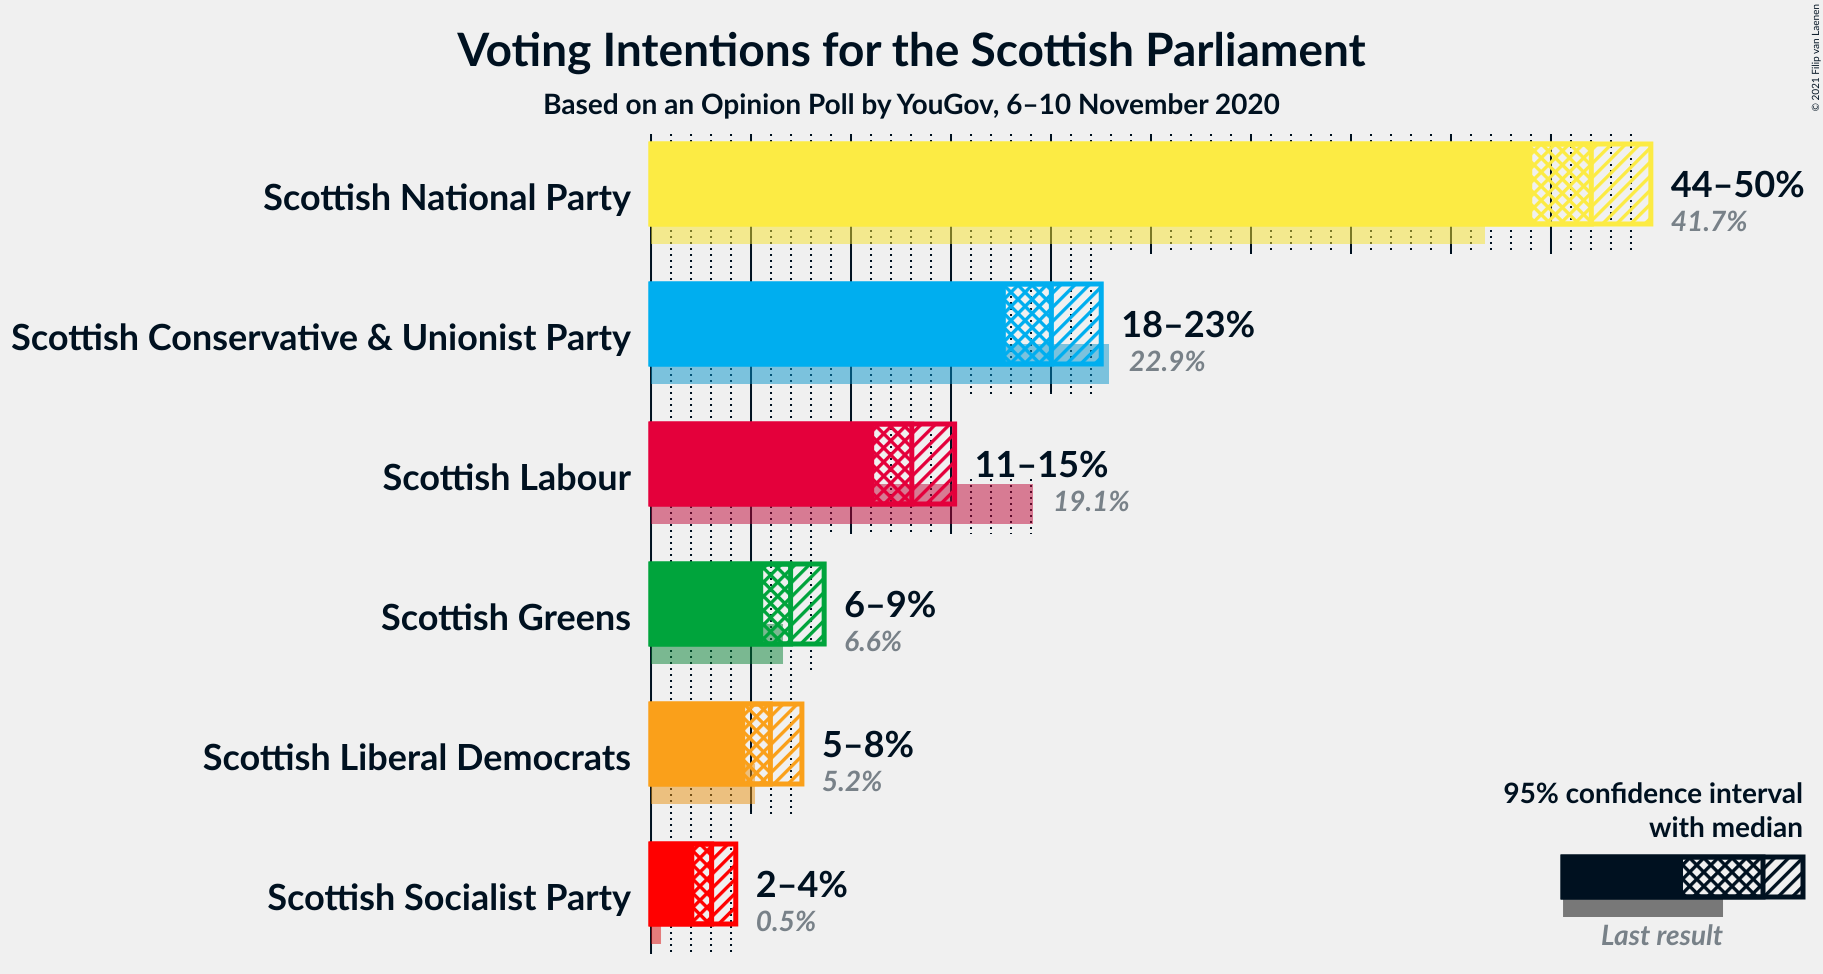 Voting Intentions for the Scottish Parliament
Based on an Opinion Poll by YouGov, 6–10 November 2020
© 2021 Filip van Laenen
Scottish National Party
44–50%
41.7%
Scottish Conservative & Unionist Party
18–23%
22.9%
Scottish Labour
11–15%
19.1%
Scottish Greens
6–9%
6.6%
Scottish Liberal Democrats
5–8%
5.2%
Scottish Socialist Party
2–4%
0.5%
95% confidence interval
with median
Last result